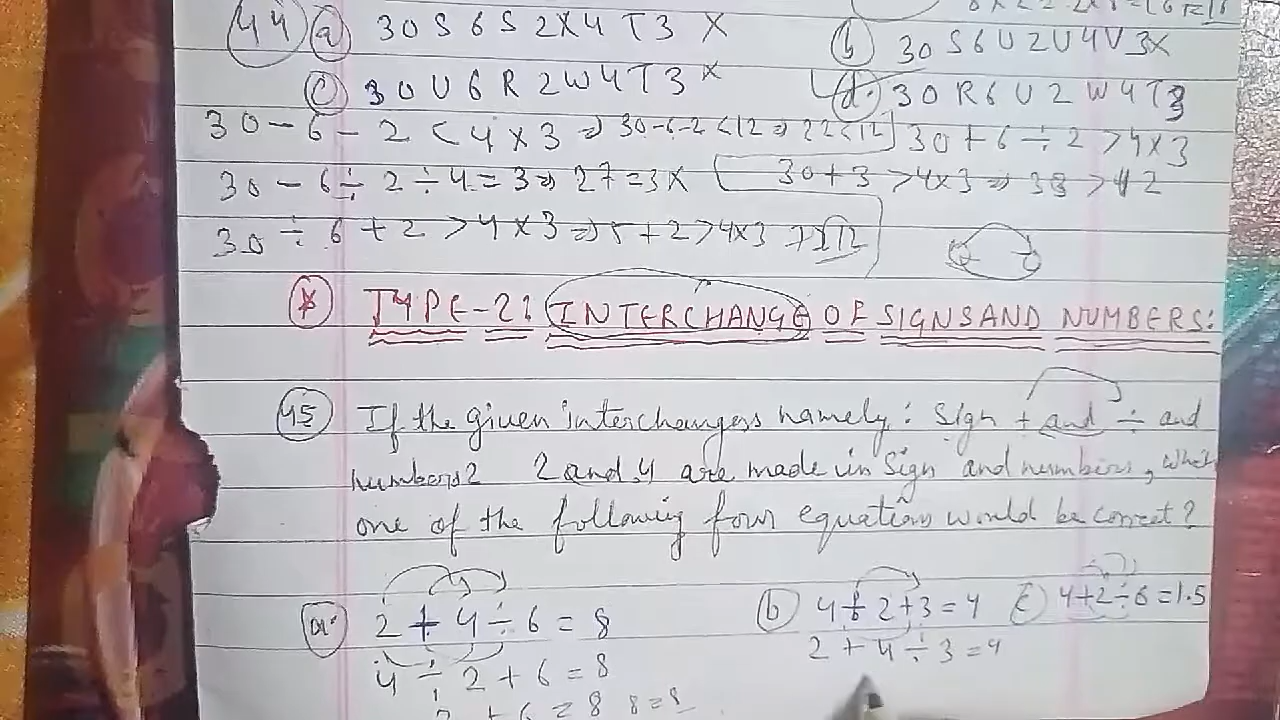 44 (a) 30 S 6 S 2 X 4 T 3 X (b) 30 S 6 U 2 U 4 V 3 X
(c) 30 U 6 R 2 W 4 T 3 X (d) 30 R 6 U 2 W 4 T 3
30 - 6 - 2 < 4 × 3 ⇒ 30-6-2 < 12 ⇒ 22 < 12 30 + 6 ÷ 2 > 4 × 3
30 - 6 ÷ 2 ÷ 4 = 3 ⇒ 27 = 3 X 30 + 3 > 4 × 3 ⇒ 33 > 12
30 ÷ 6 + 2 > 4 × 3 ⇒ 5 + 2 > 4×3 7 > 12
TYPE-2: INTERCHANGE OF SIGNS AND NUMBERS:
45 If the given interchangess namely: Sign + and ÷ and
numbers? 2 and 4 are made in Sign and numbers, which
one of the following four equations would be correct?
(a) 2 + 4 ÷ 6 = 8 (b) 4 ÷ 2 + 3 = 4 (c) 4 + 2 ÷ 6 = 1.5
4 ÷ 2 + 6 = 8 2 + 4 ÷ 3 = 4
2 + 6 = 8 8 = 8